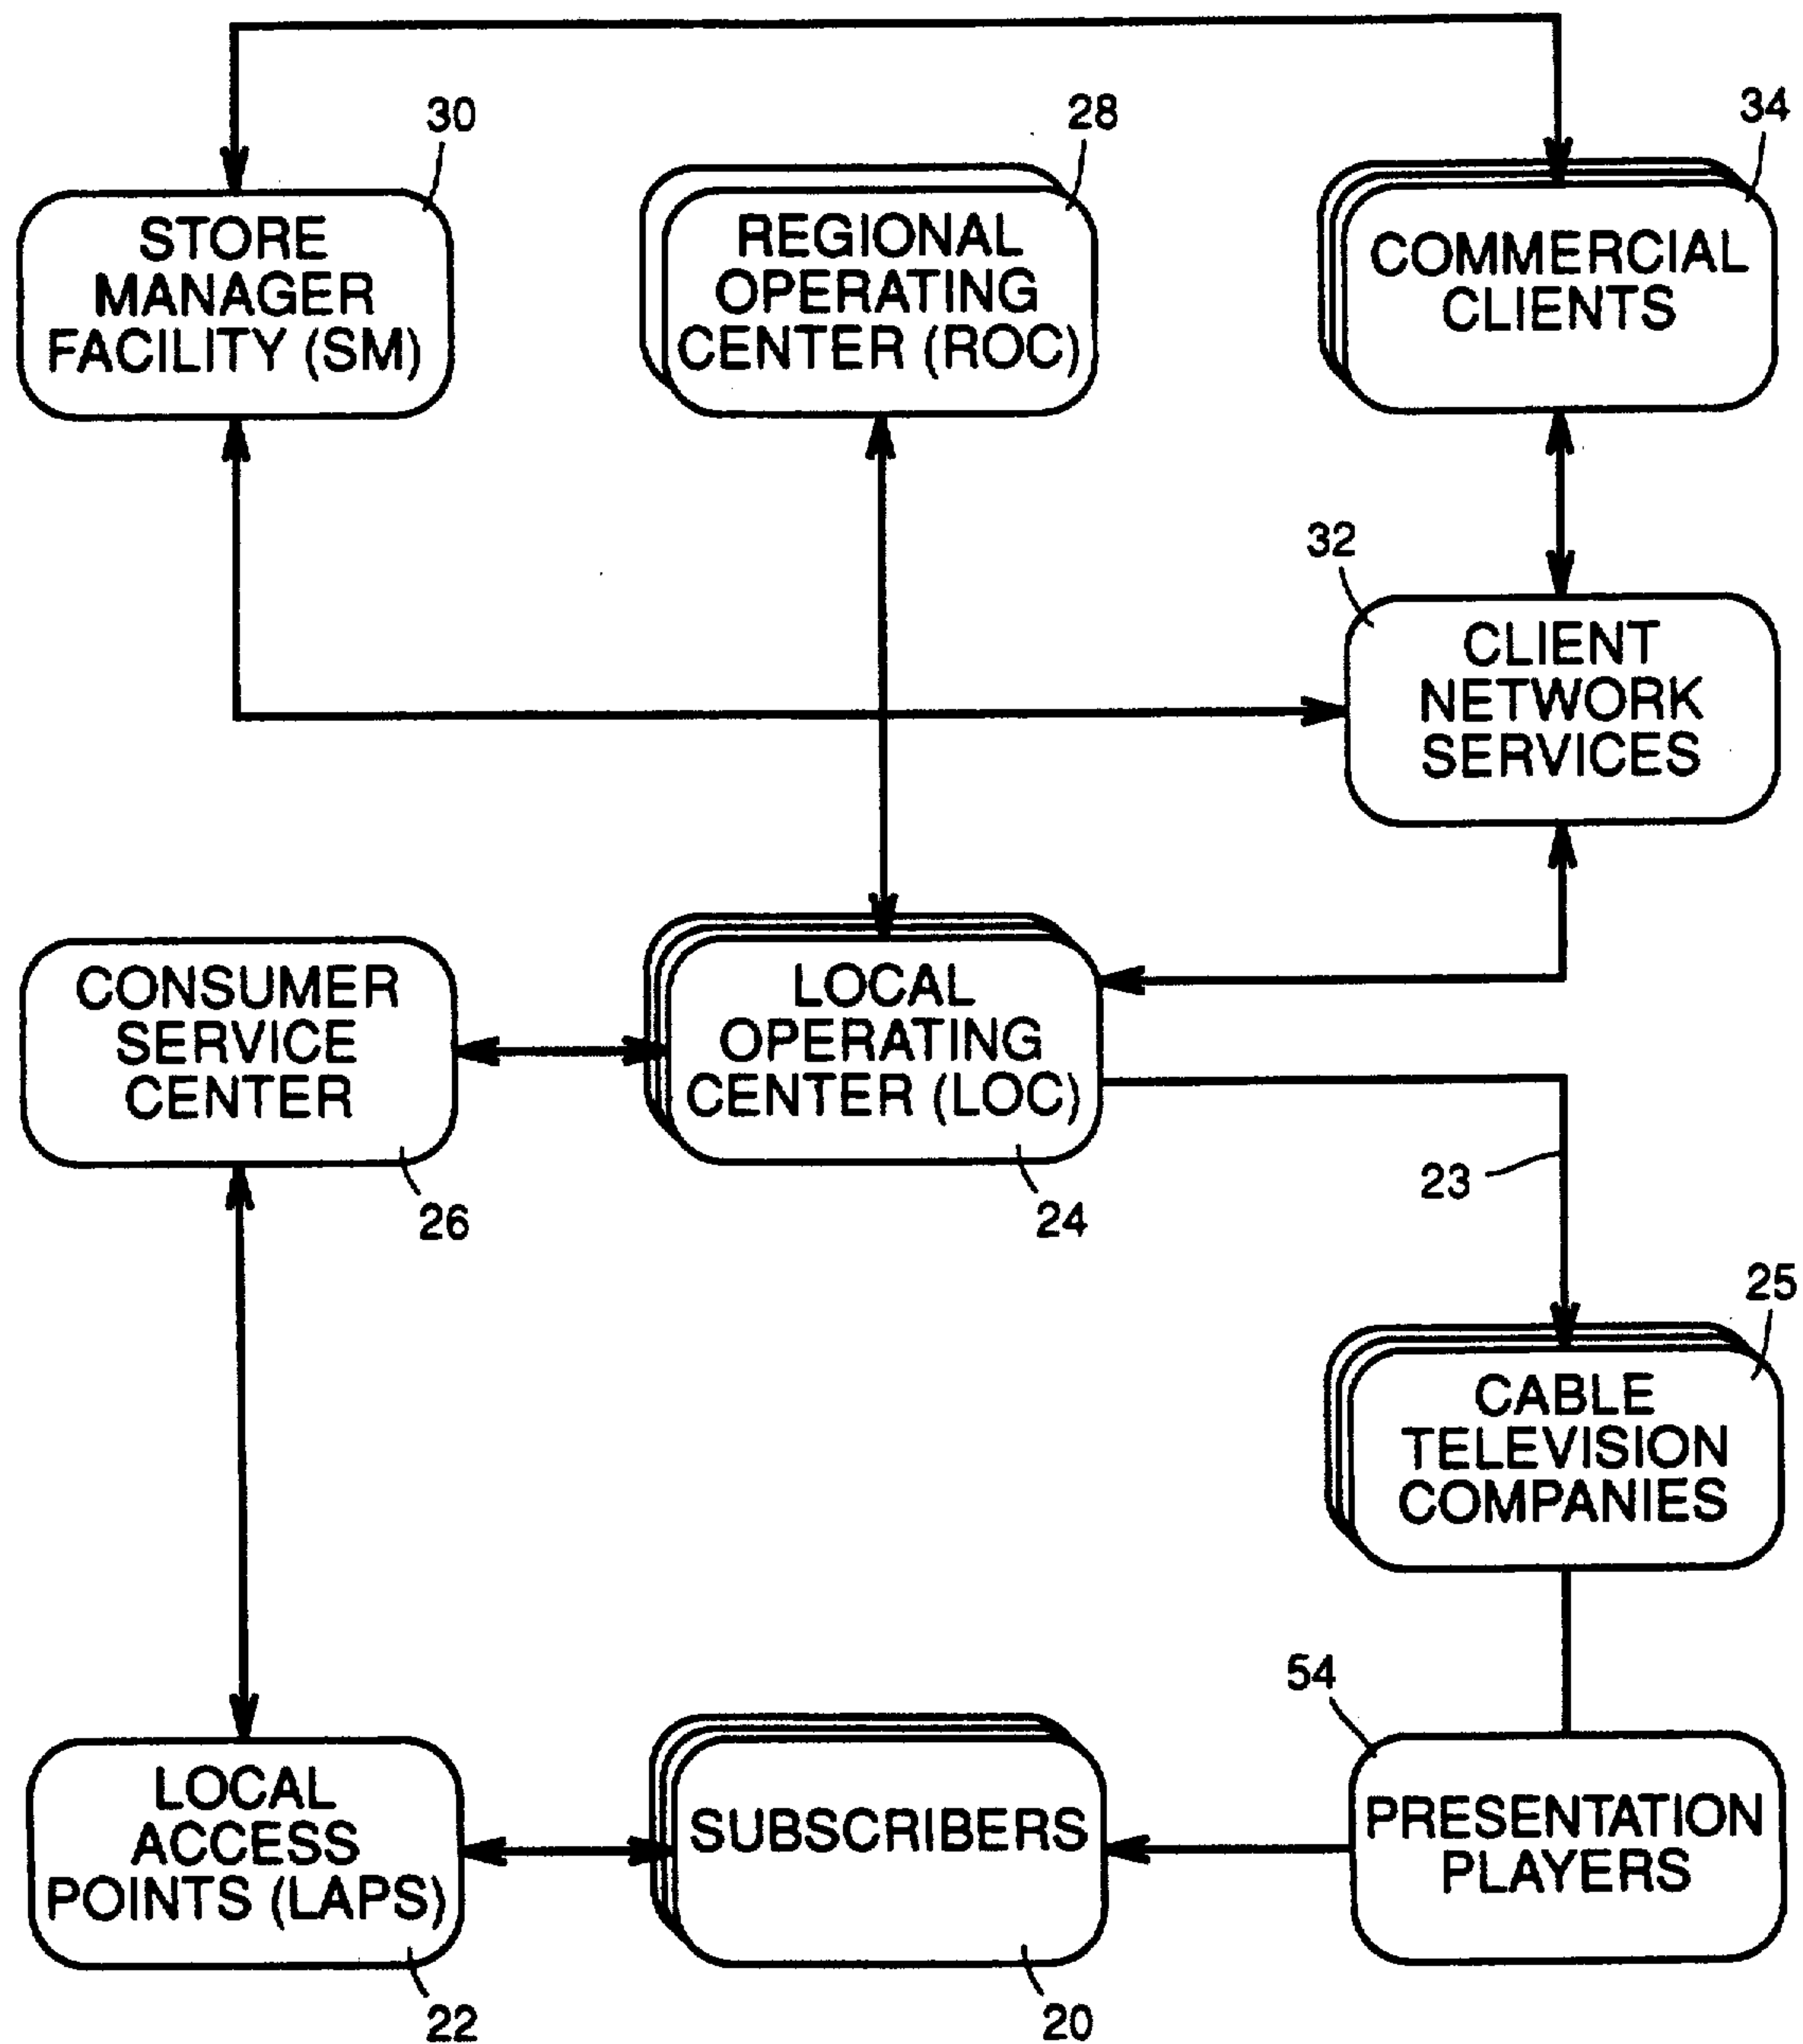 30
28
34
STORE
MANAGER
FACILITY (SM)
REGIONAL
OPERATING
CENTER (ROC)
COMMERCIAL
CLIENTS
32
CLIENT
NETWORK
SERVICES
CONSUMER
SERVICE
CENTER
26
LOCAL
OPERATING
CENTER (LOC)
24
23
25
CABLE
TELEVISION
COMPANIES
54
LOCAL
ACCESS
POINTS (LAPS)
22
SUBSCRIBERS
20
PRESENTATION
PLAYERS